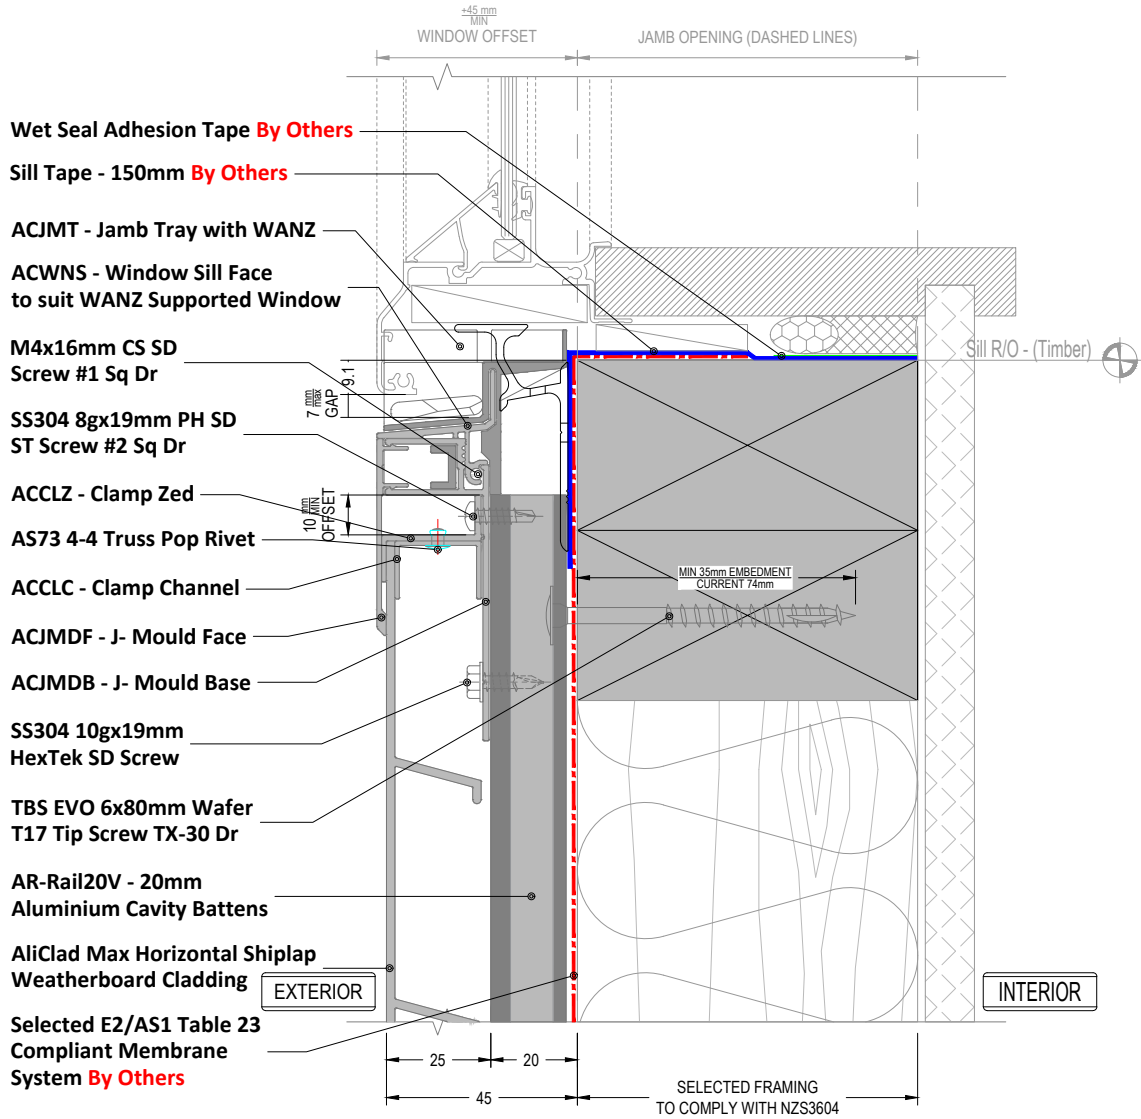 +45 mm
MIN
WINDOW OFFSET
JAMB OPENING (DASHED LINES)
Wet Seal Adhesion Tape By Others
Sill Tape - 150mm By Others
ACJMT - Jamb Tray with WANZ
ACWNS - Window Sill Face
to suit WANZ Supported Window
M4x16mm CS SD
Screw #1 Sq Dr
SS304 8gx19mm PH SD
ST Screw #2 Sq Dr
ACCLZ - Clamp Zed
AS73 4-4 Truss Pop Rivet
ACCLC - Clamp Channel
ACJMDF - J- Mould Face
ACJMDB - J- Mould Base
SS304 10gx19mm
HexTek SD Screw
TBS EVO 6x80mm Wafer
T17 Tip Screw TX-30 Dr
AR-Rail20V - 20mm
Aluminium Cavity Battens
AliClad Max Horizontal Shiplap
Weatherboard Cladding
Selected E2/AS1 Table 23
Compliant Membrane
System By Others
9.1
7 mm max
GAP
10 mm MIN
OFFSET
Sill R/O - (Timber)
MIN 35mm EMBEDMENT
CURRENT 74mm
EXTERIOR
INTERIOR
25
20
45
SELECTED FRAMING
TO COMPLY WITH NZS3604